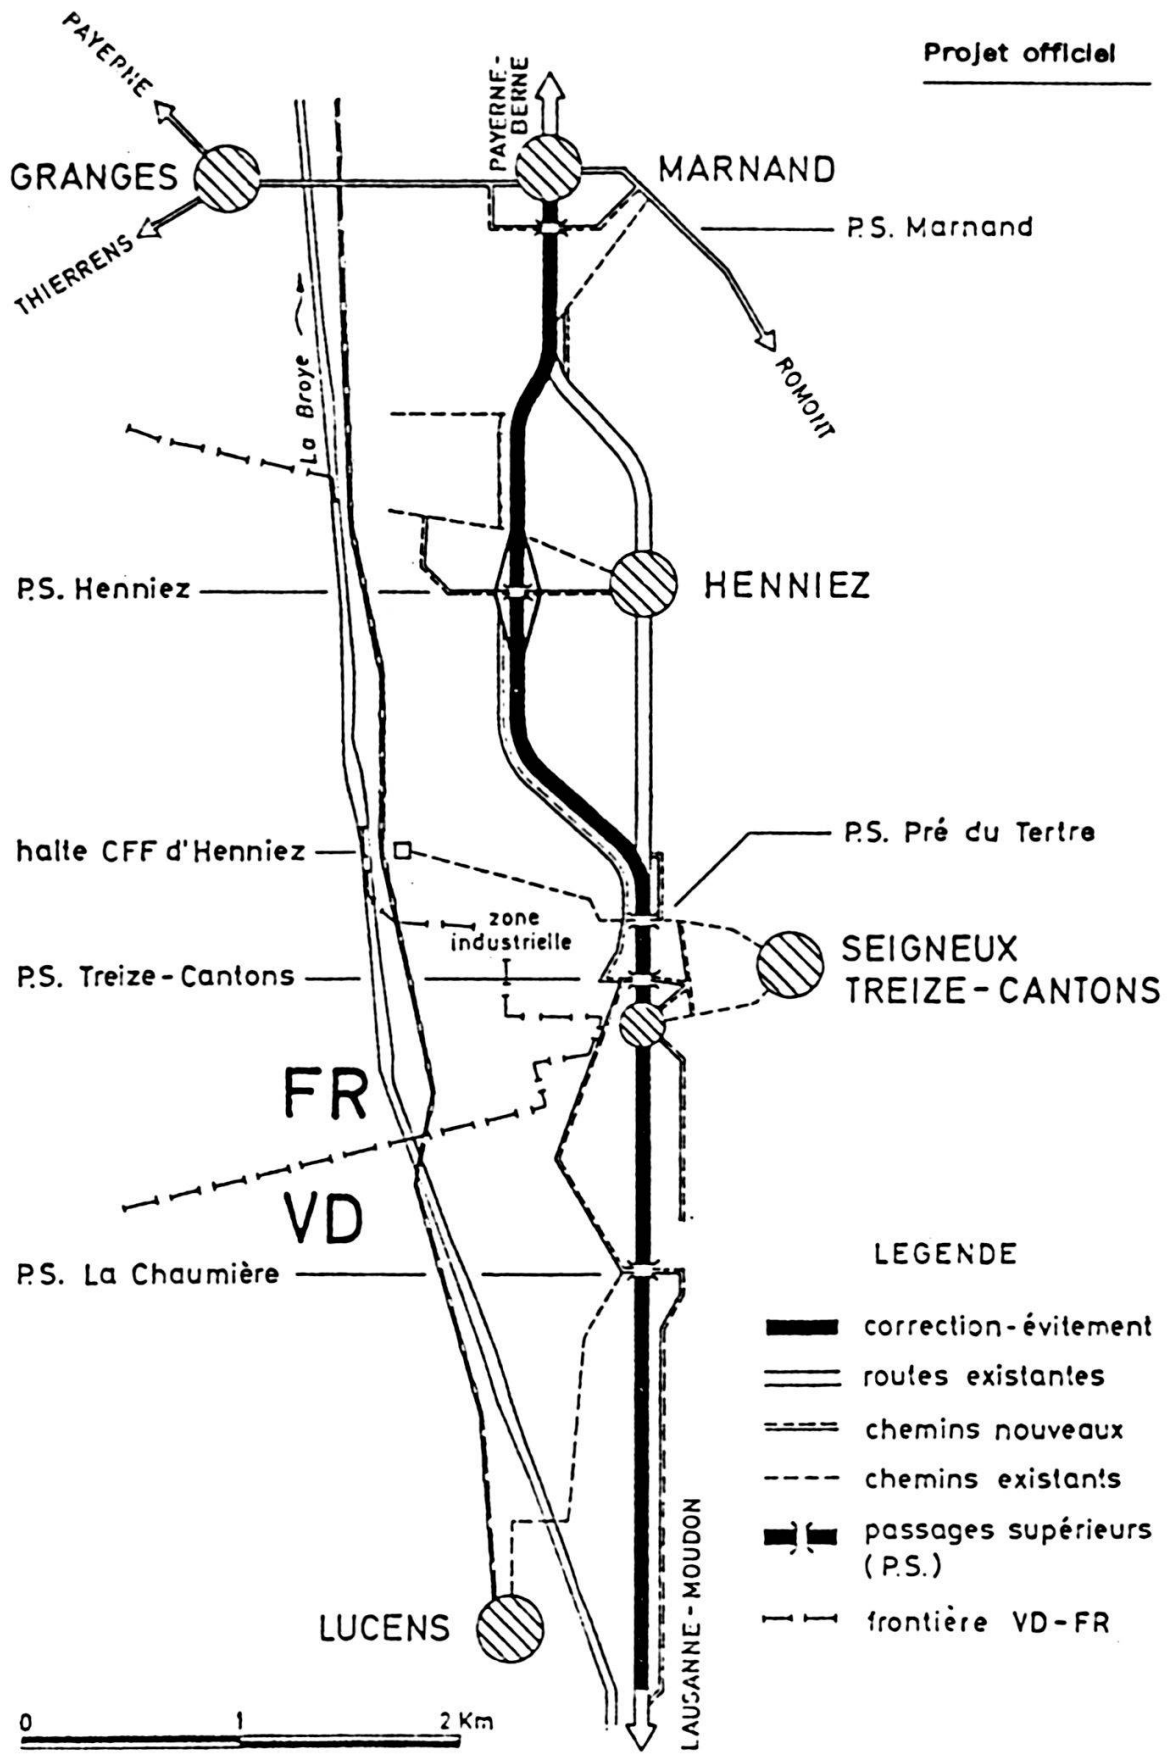 Projet officiel
PAYERNE
PAYERNE-
BERNE
GRANGES
MARNAND
P.S. Marnand
THIERRENS
ROMONT
La Broye
P.S. Henniez
HENNIEZ
P.S. Pré du Tertre
halte CFF d'Henniez
zone
industrielle
SEIGNEUX
TREIZE-CANTONS
P.S. Treize-Cantons
FR
VD
P.S. La Chaumière
LEGENDE
correction-évitement
routes existantes
chemins nouveaux
chemins existants
passages supérieurs
(P.S.)
frontière VD-FR
LUCENS
LAUSANNE-MOUDON
0 1 2 Km